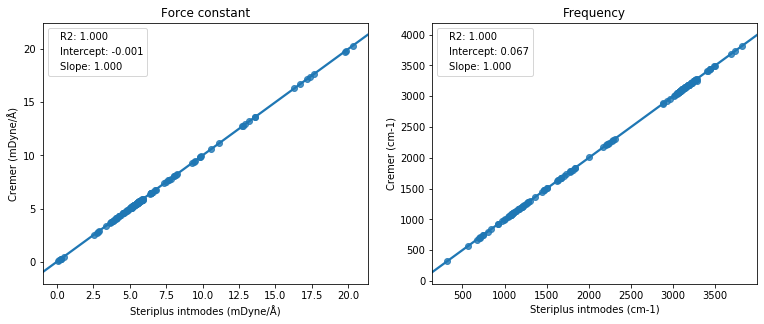 Force constant
R2: 1.000
Intercept: -0.001
Slope: 1.000
20
15
10
5
0
Cremer (mDyne/Å)
0.0 2.5 5.0 7.5 10.0 12.5 15.0 17.5 20.0
Steriplus intmodes (mDyne/Å)
Frequency
R2: 1.000
Intercept: 0.067
Slope: 1.000
4000
3500
3000
2500
2000
1500
1000
500
0
Cremer (cm-1)
500 1000 1500 2000 2500 3000 3500
Steriplus intmodes (cm-1)